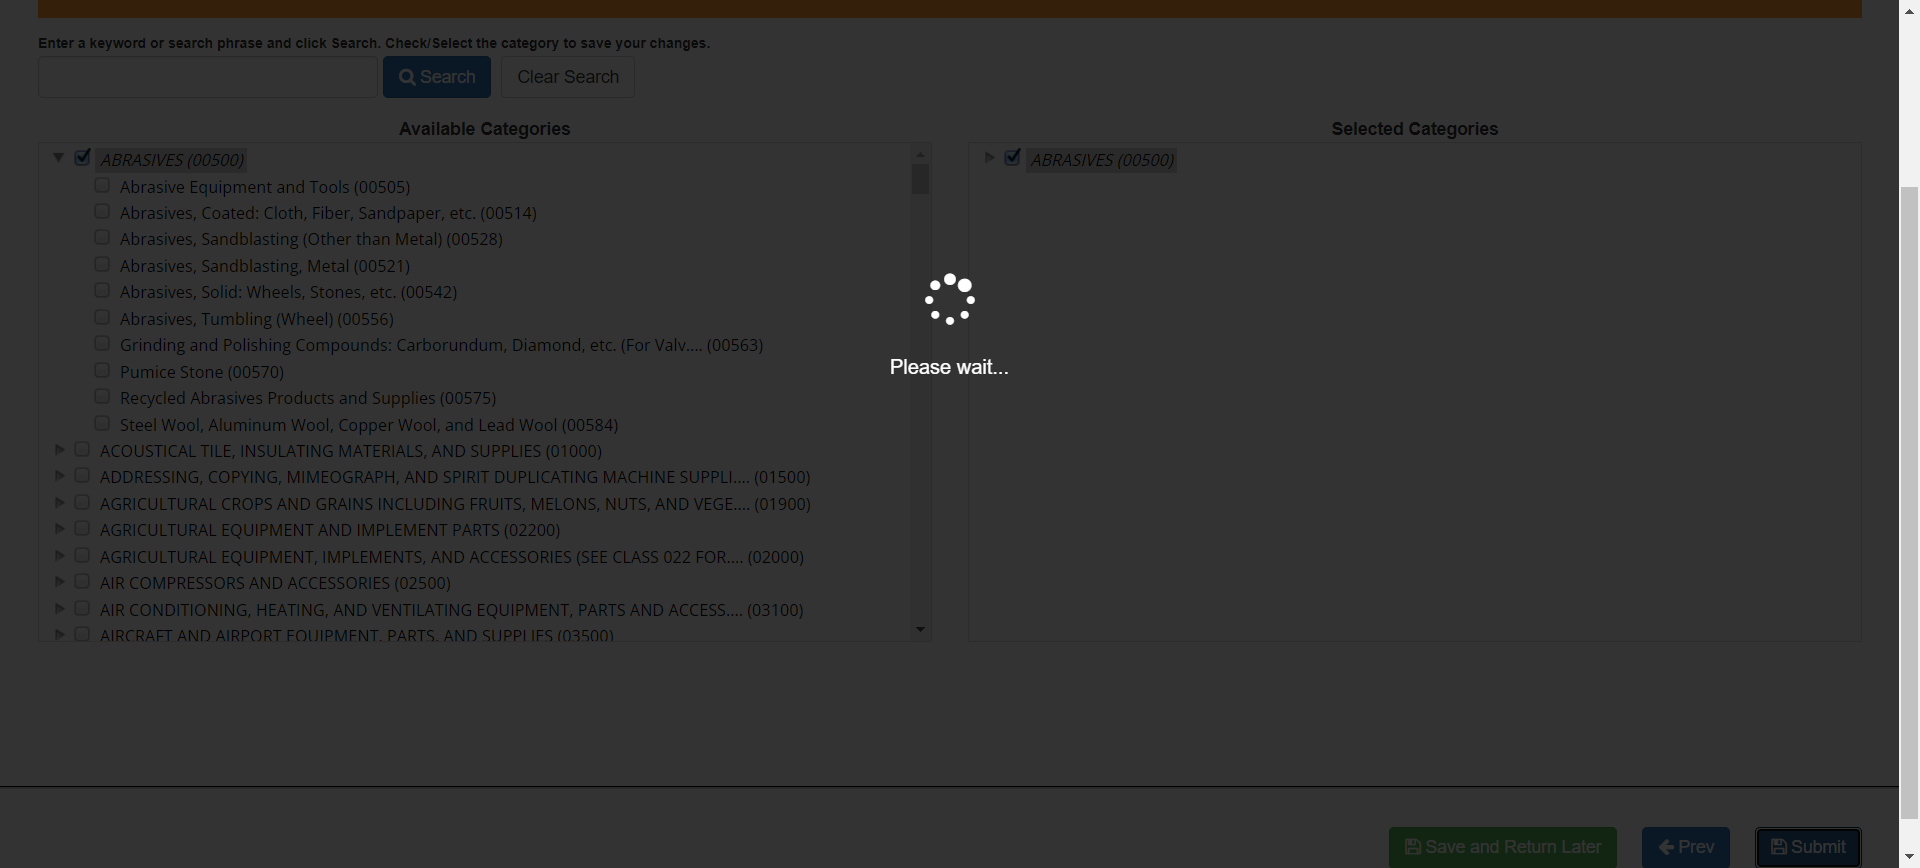 Enter a keyword or search phrase and click Search. Check/Select the category to save your changes.
Search
Clear Search
Available Categories
ABRASIVES (00500)
Abrasive Equipment and Tools (00505)
Abrasives, Coated: Cloth, Fiber, Sandpaper, etc. (00514)
Abrasives, Sandblasting (Other than Metal) (00528)
Abrasives, Sandblasting, Metal (00521)
Abrasives, Solid: Wheels, Stones, etc. (00542)
Abrasives, Tumbling (Wheel) (00556)
Grinding and Polishing Compounds: Carborundum, Diamond, etc. (For Valv.... (00563)
Pumice Stone (00570)
Recycled Abrasives Products and Supplies (00575)
Steel Wool, Aluminum Wool, Copper Wool, and Lead Wool (00584)
ACOUSTICAL TILE, INSULATING MATERIALS, AND SUPPLIES (01000)
ADDRESSING, COPYING, MIMEOGRAPH, AND SPIRIT DUPLICATING MACHINE SUPPLI.... (01500)
AGRICULTURAL CROPS AND GRAINS INCLUDING FRUITS, MELONS, NUTS, AND VEGE.... (01900)
AGRICULTURAL EQUIPMENT AND IMPLEMENT PARTS (02200)
AGRICULTURAL EQUIPMENT, IMPLEMENTS, AND ACCESSORIES (SEE CLASS 022 FOR.... (02000)
AIR COMPRESSORS AND ACCESSORIES (02500)
AIR CONDITIONING, HEATING, AND VENTILATING EQUIPMENT, PARTS AND ACCESS.... (03100)
AIRCRAFT AND AIRPORT EQUIPMENT, PARTS, AND SUPPLIES (03500)
Selected Categories
ABRASIVES (00500)
Please wait...
Save and Return Later
Prev
Submit